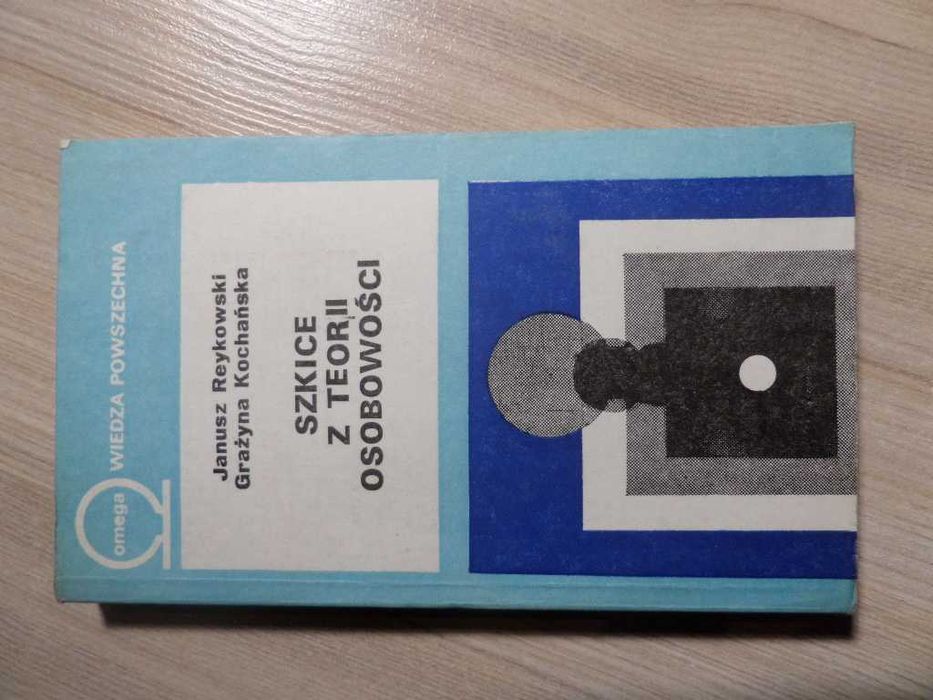 omega
WIEDZA POWSZECHNA
Janusz Reykowski
Grażyna Kochańska
SZKICE
Z TEORII
OSOBOWOŚCI